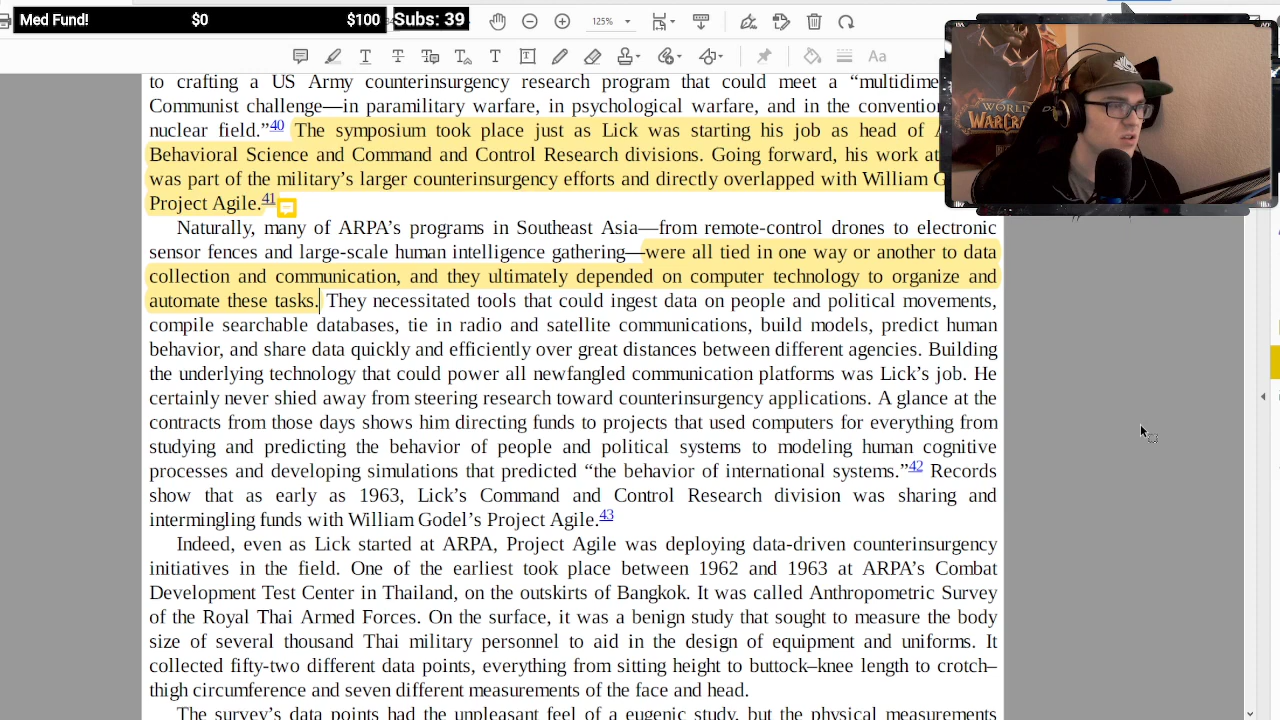 Med Fund! $0 $100 Subs: 39
125%
Aa
to crafting a US Army counterinsurgency research program that could meet a “multidime
Communist challenge—in paramilitary warfare, in psychological warfare, and in the convention
nuclear field.”40 The symposium took place just as Lick was starting his job as head of A
Behavioral Science and Command and Control Research divisions. Going forward, his work at
was part of the military’s larger counterinsurgency efforts and directly overlapped with William G
Project Agile.41
Naturally, many of ARPA’s programs in Southeast Asia—from remote-control drones to electronic
sensor fences and large-scale human intelligence gathering—were all tied in one way or another to data
collection and communication, and they ultimately depended on computer technology to organize and
automate these tasks. They necessitated tools that could ingest data on people and political movements,
compile searchable databases, tie in radio and satellite communications, build models, predict human
behavior, and share data quickly and efficiently over great distances between different agencies. Building
the underlying technology that could power all newfangled communication platforms was Lick’s job. He
certainly never shied away from steering research toward counterinsurgency applications. A glance at the
contracts from those days shows him directing funds to projects that used computers for everything from
studying and predicting the behavior of people and political systems to modeling human cognitive
processes and developing simulations that predicted “the behavior of international systems.”42 Records
show that as early as 1963, Lick’s Command and Control Research division was sharing and
intermingling funds with William Godel’s Project Agile.43
Indeed, even as Lick started at ARPA, Project Agile was deploying data-driven counterinsurgency
initiatives in the field. One of the earliest took place between 1962 and 1963 at ARPA’s Combat
Development Test Center in Thailand, on the outskirts of Bangkok. It was called Anthropometric Survey
of the Royal Thai Armed Forces. On the surface, it was a benign study that sought to measure the body
size of several thousand Thai military personnel to aid in the design of equipment and uniforms. It
collected fifty-two different data points, everything from sitting height to buttock–knee length to crotch–
thigh circumference and seven different measurements of the face and head.
The survey’s data points had the unpleasant feel of a eugenic study, but the physical measurements
WORLD
WARCRA